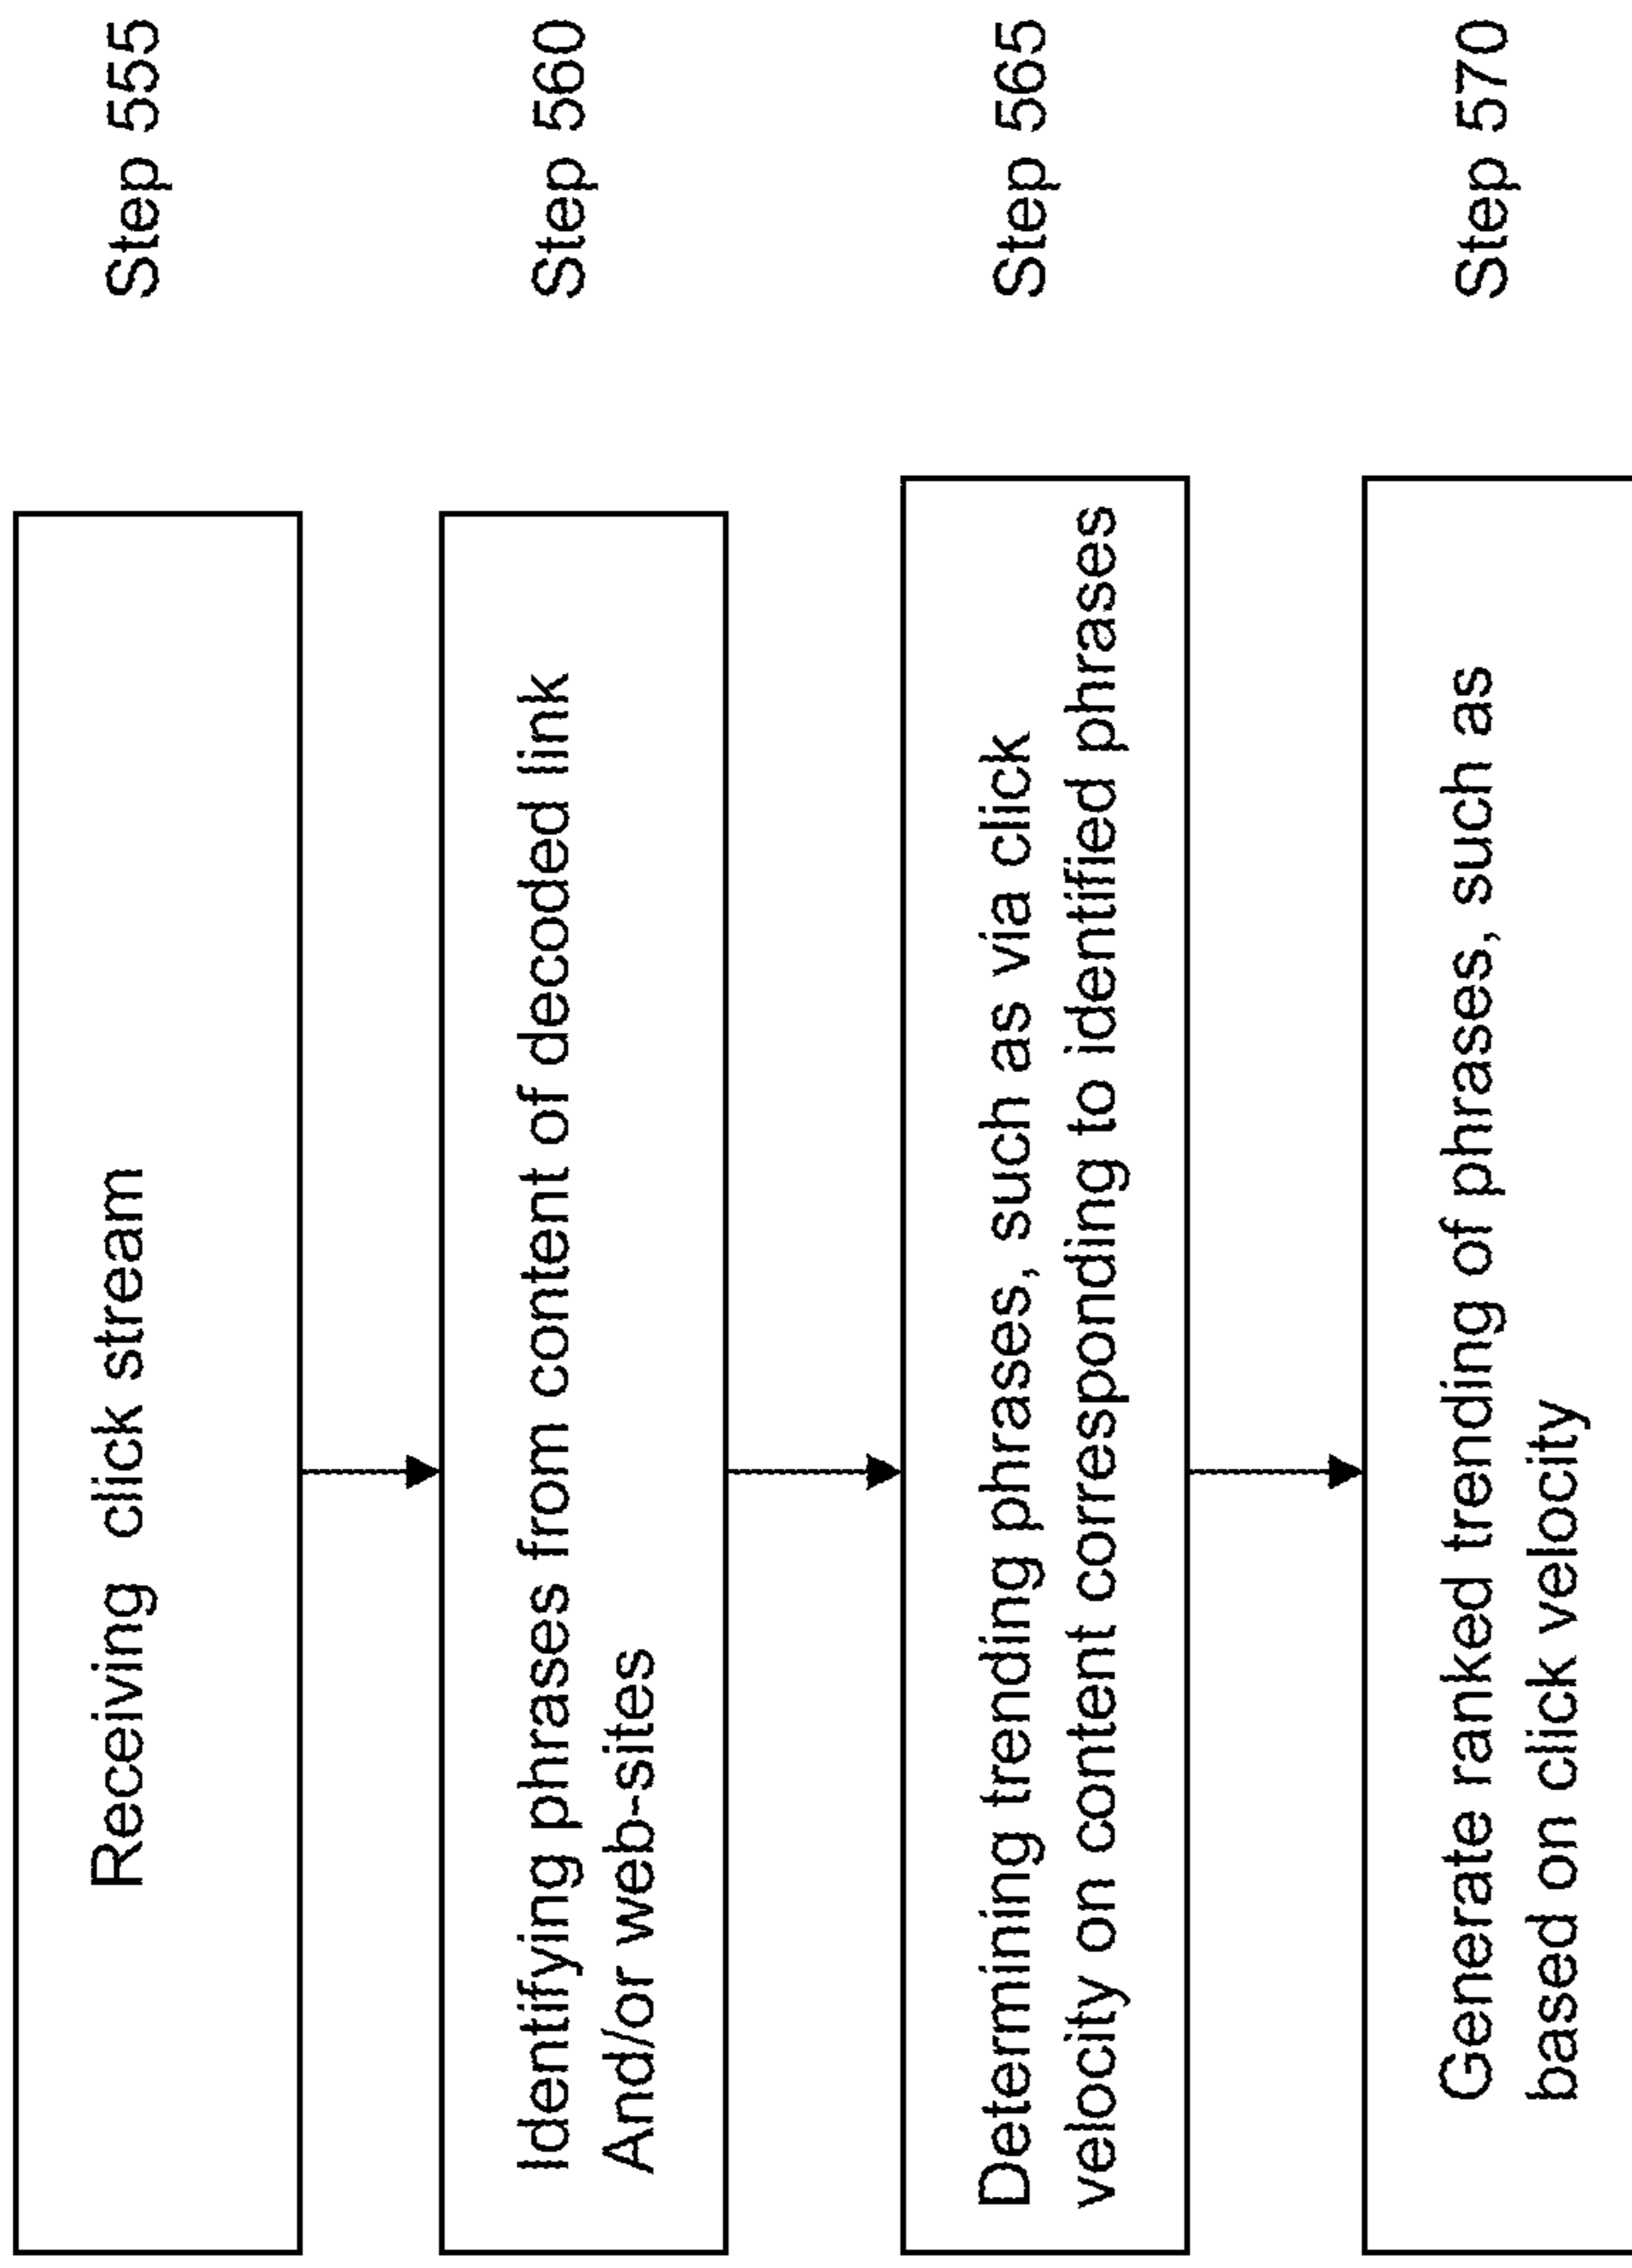 Receiving click stream
Step 555
Identifying phrases from content of decoded link
And/or web-sites
Step 560
Determining trending phrases, such as via click
velocity on content corresponding to identified phrases
Step 565
Generate ranked trending of phrases, such as
based on click velocity
Step 570